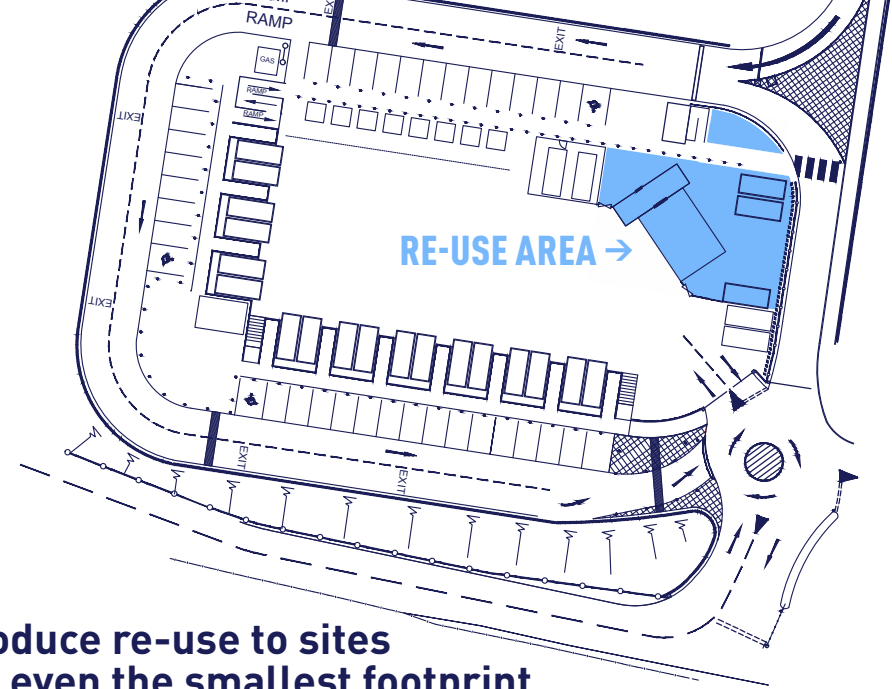 RAMP
EXIT
GAS
RAMP
RAMP
EXIT
RE-USE AREA →
EXIT
EXIT
EXIT
oduce re-use to sites
even the smallest footprint